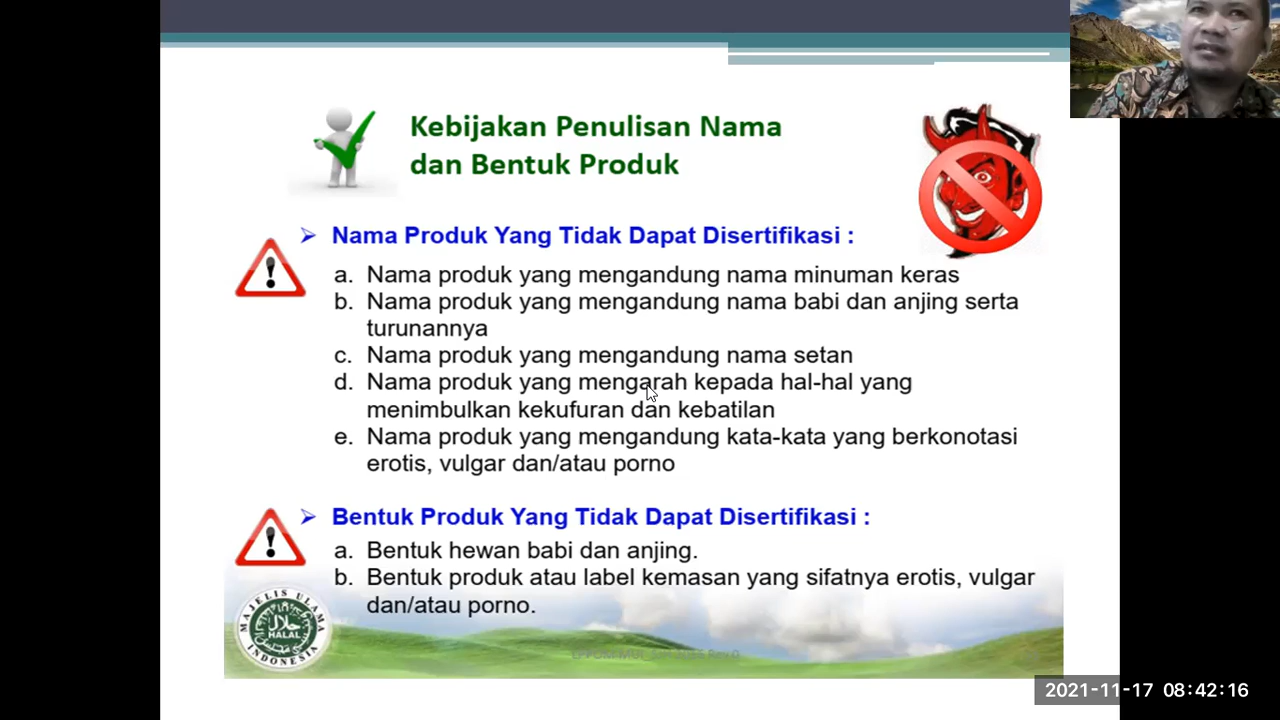 Kebijakan Penulisan Nama
dan Bentuk Produk
Nama Produk Yang Tidak Dapat Disertifikasi :
a. Nama produk yang mengandung nama minuman keras
b. Nama produk yang mengandung nama babi dan anjing serta
turunannya
c. Nama produk yang mengandung nama setan
d. Nama produk yang mengarah kepada hal-hal yang
menimbulkan kekufuran dan kebatilan
e. Nama produk yang mengandung kata-kata yang berkonotasi
erotis, vulgar dan/atau porno
Bentuk Produk Yang Tidak Dapat Disertifikasi :
a. Bentuk hewan babi dan anjing.
b. Bentuk produk atau label kemasan yang sifatnya erotis, vulgar
dan/atau porno.
MAJELIS ULAMA
حلال
HALAL
INDONESIA
2021-11-17 08:42:16